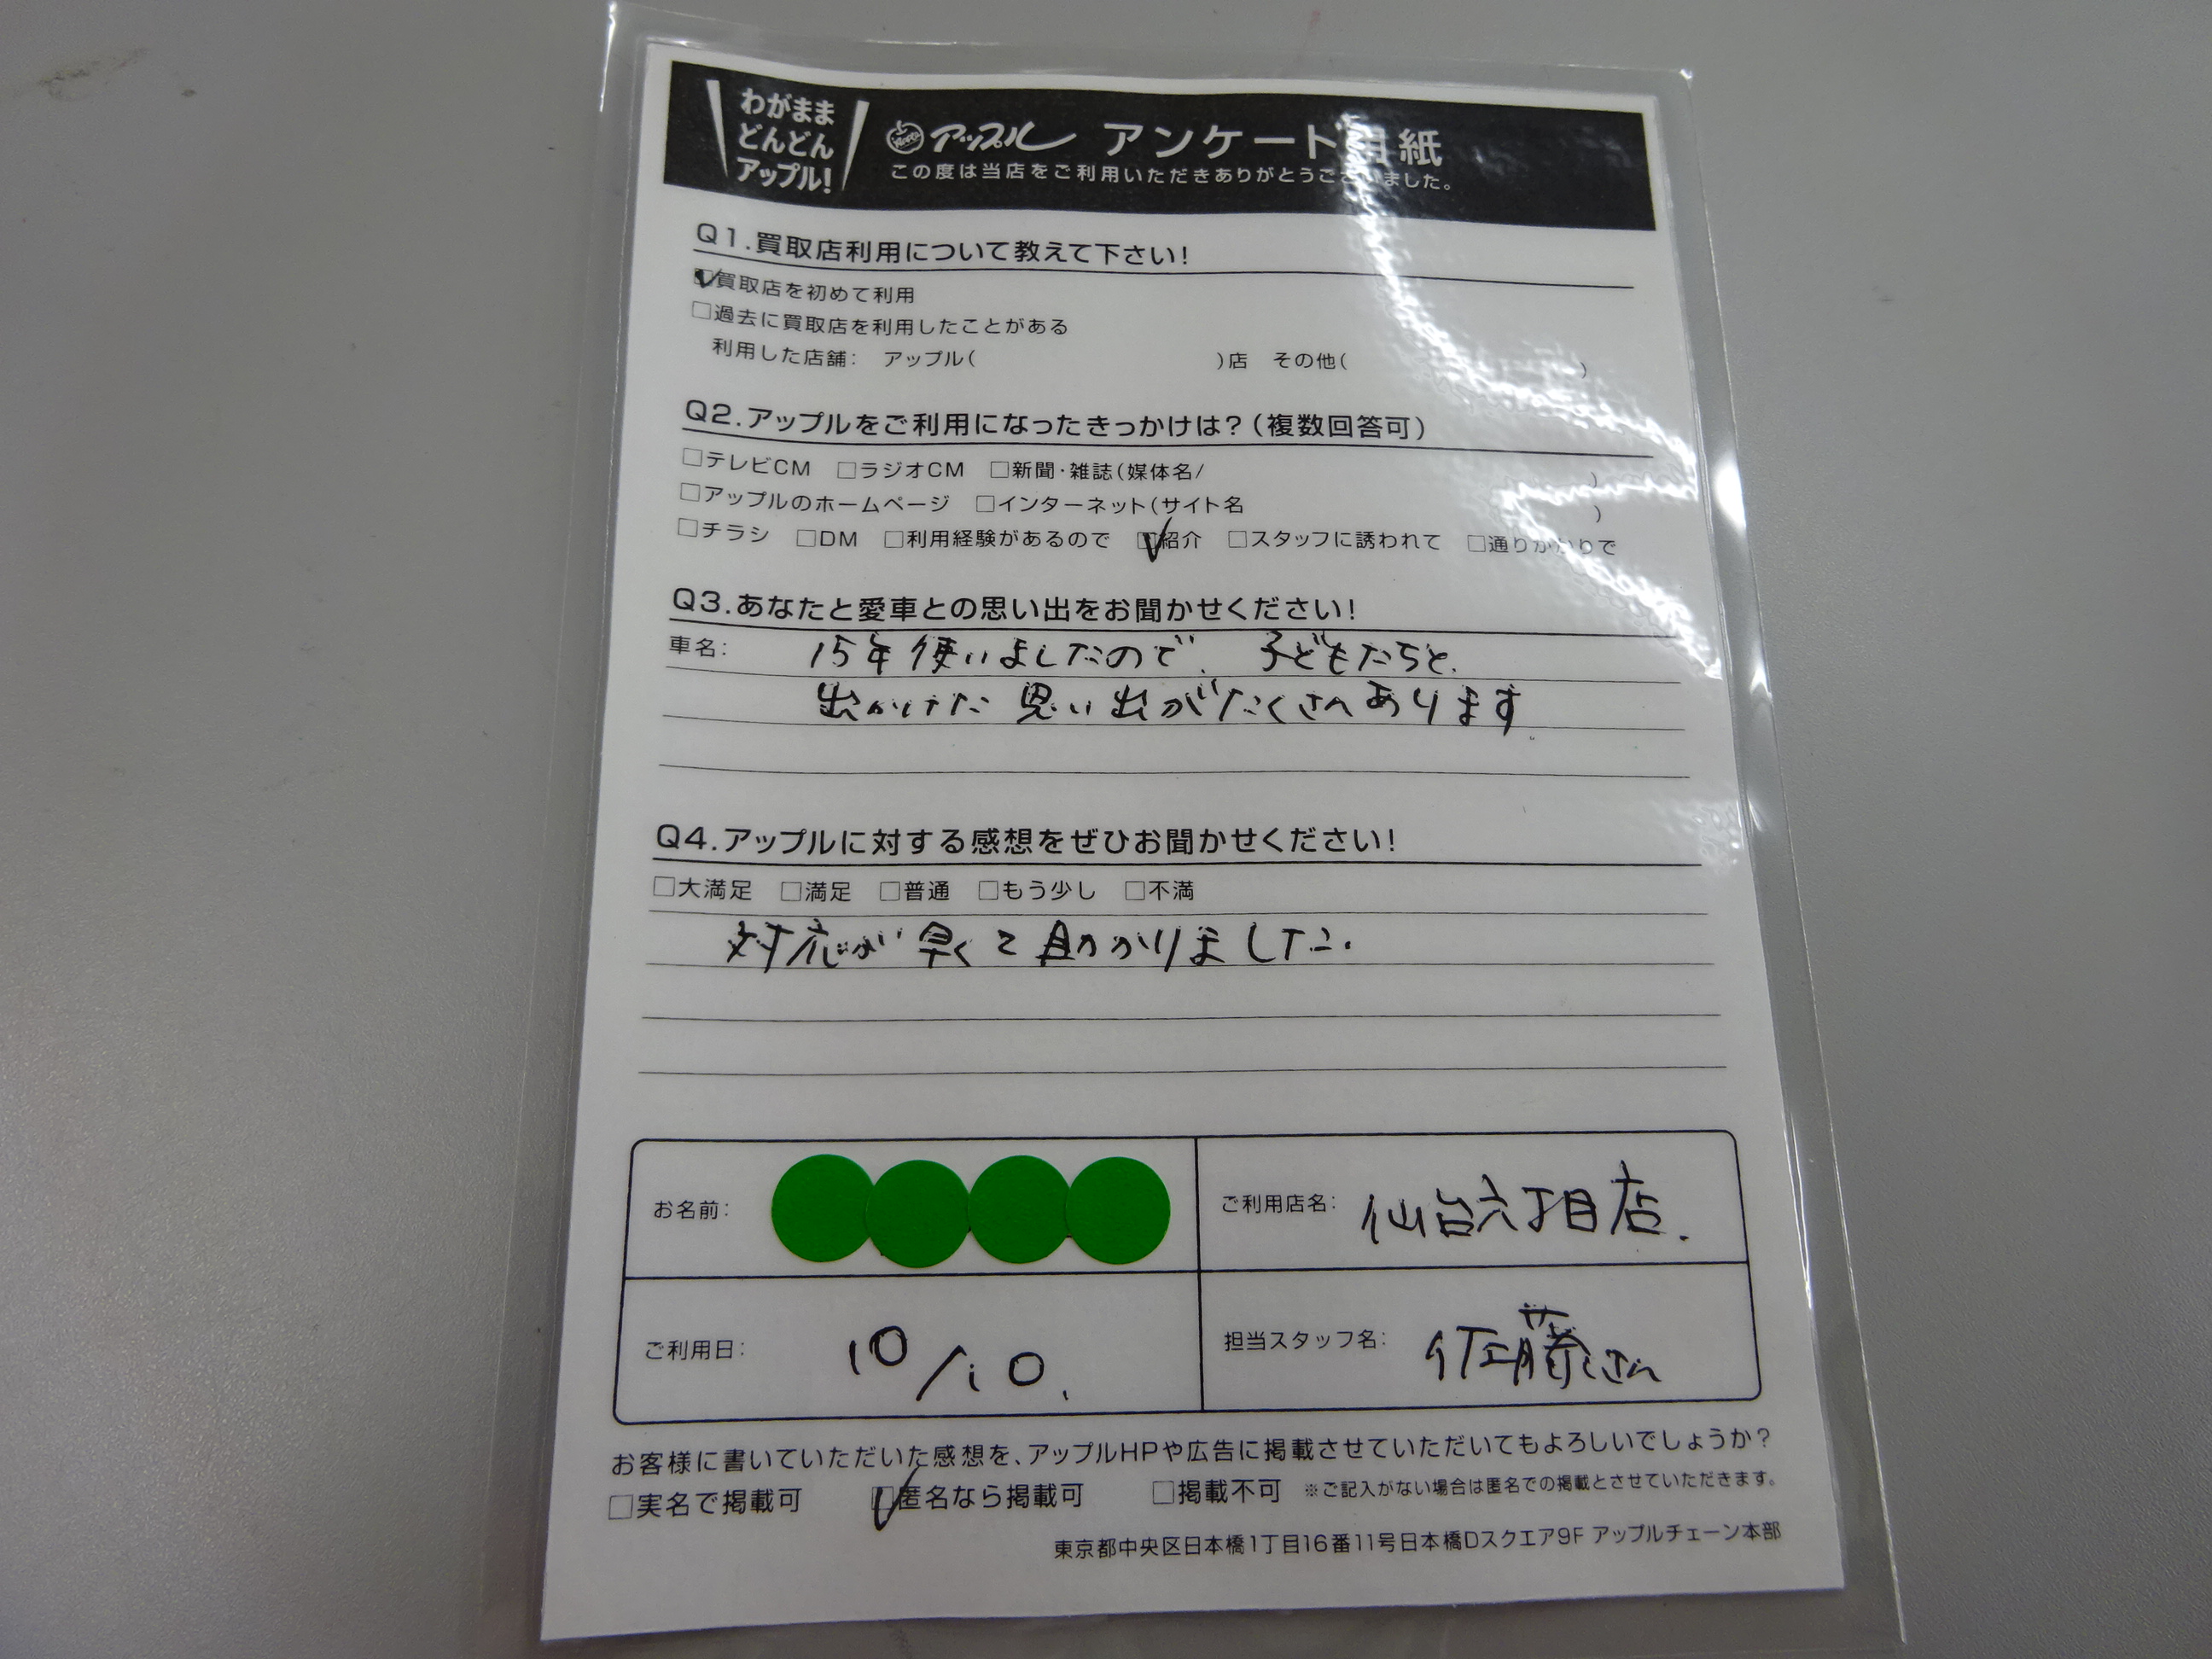 わがまま
どんどん
アップル!
アップル アンケート用紙
この度は当店をご利用いただきありがとうございました。
Q1.買取店利用について教えて下さい!
☑買取店を初めて利用
□過去に買取店を利用したことがある
利用した店舗: アップル( )店 その他( )
Q2.アップルをご利用になったきっかけは?(複数回答可)
□テレビCM □ラジオCM □新聞・雑誌(媒体名/ )
□アップルのホームページ □インターネット(サイト名 )
□チラシ □DM □利用経験があるので ☑紹介 □スタッフに誘われて □通りがかりで
Q3.あなたと愛車との思い出をお聞かせください!
車名: 15年使いましたので、子どもたちと、
出かけた思い出がたくさんあります。
Q4.アップルに対する感想をぜひお聞かせください!
□大満足 □満足 □普通 □もう少し □不満
対応が早くて助かりました.
お名前: ご利用店名: 仙台六丁目店.
ご利用日: 10/10. 担当スタッフ名: 佐藤さん
お客様に書いていただいた感想を、アップルHPや広告に掲載させていただいてもよろしいでしょうか?
□実名で掲載可 ☑匿名なら掲載可 □掲載不可 ※ご記入がない場合は匿名での掲載とさせていただきます。
東京都中央区日本橋1丁目16番11号日本橋Dスクエア9F アップルチェーン本部